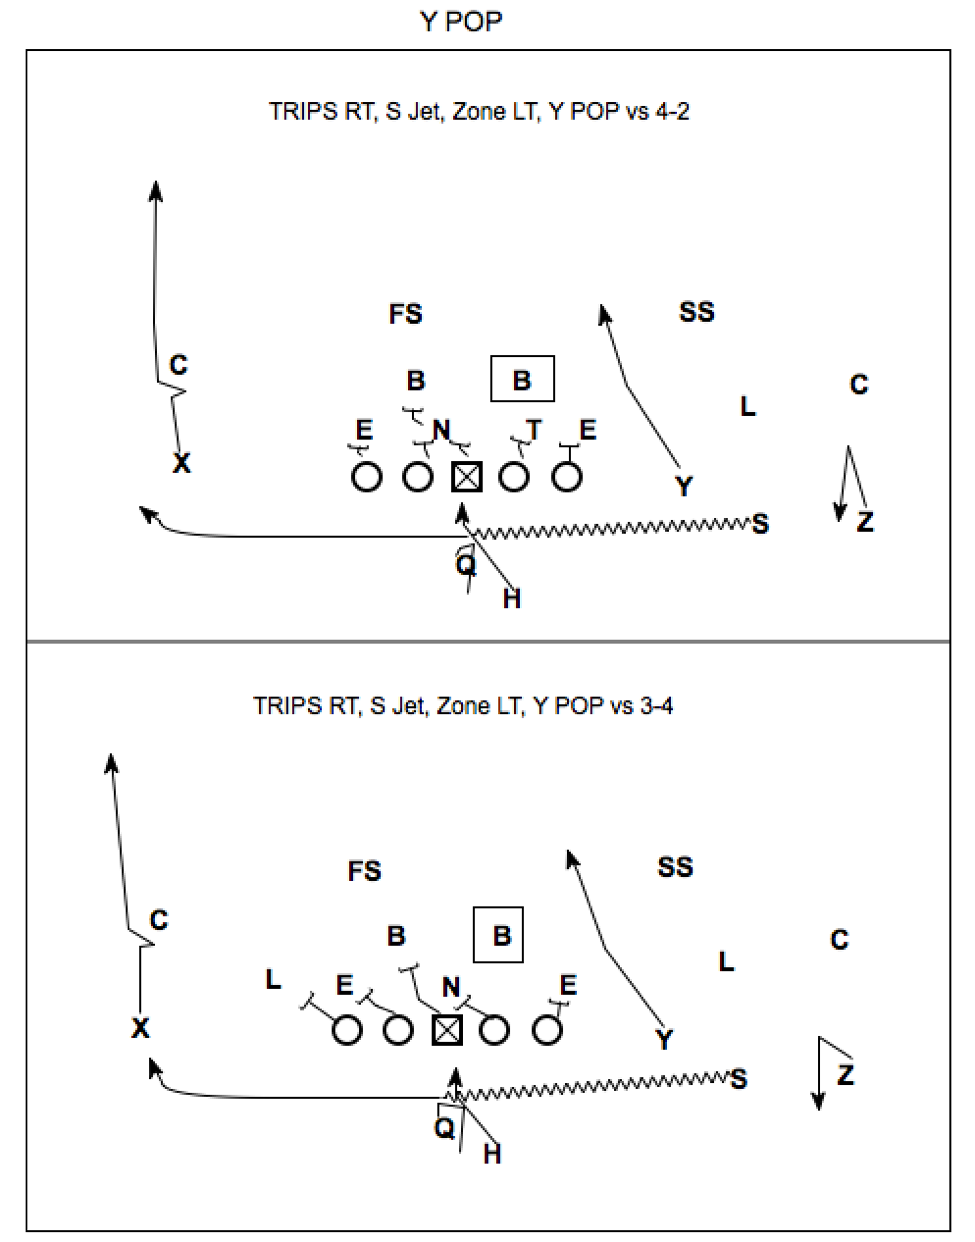 Y POP
TRIPS RT, S Jet, Zone LT, Y POP vs 4-2
FS
SS
C
B
B
C
L
E
N
T
E
X
Y
S
Z
Q
H
TRIPS RT, S Jet, Zone LT, Y POP vs 3-4
FS
SS
C
B
B
C
L
L
E
N
E
X
Y
S
Z
Q
H